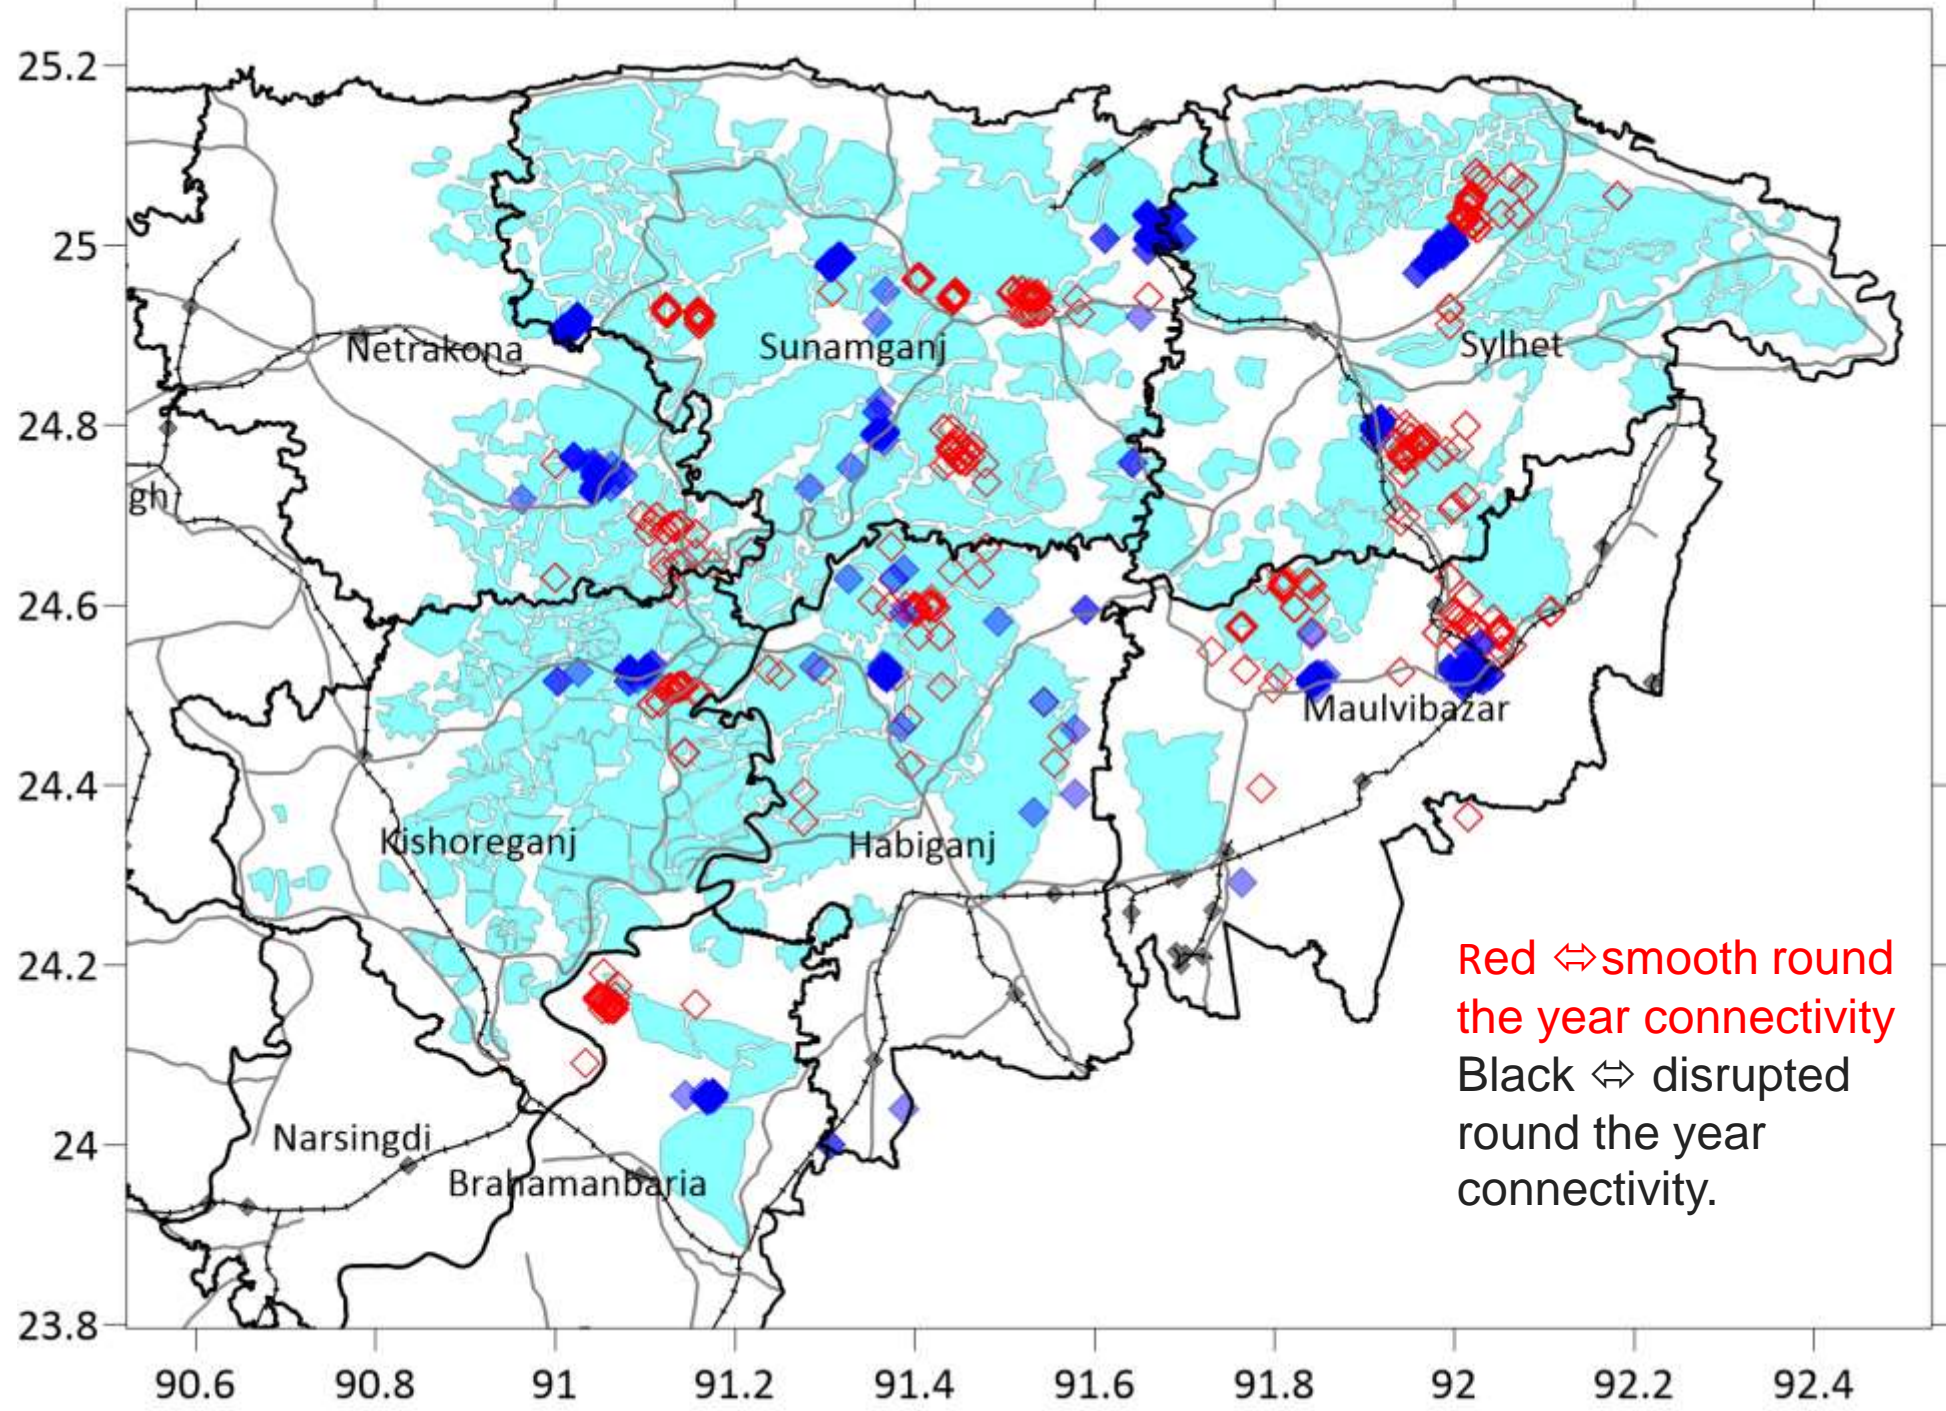 25.2
25
24.8
24.6
24.4
24.2
24
23.8
Netrakona
Sunamganj
Sylhet
gh
Maulvibazar
Kishoreganj
Habiganj
Narsingdi
Brahamanbaria
Red ⇔smooth round
the year connectivity
Black ⇔ disrupted
round the year
connectivity.
90.6 90.8 91 91.2 91.4 91.6 91.8 92 92.2 92.4